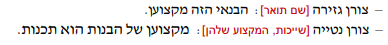 – צורן גזירה [שם תואר]: הבנאי הזה מקצוען.
– צורן נטייה [שייכות, המקצוע שלהן]: מקצוען של הבנות הוא תכנות.